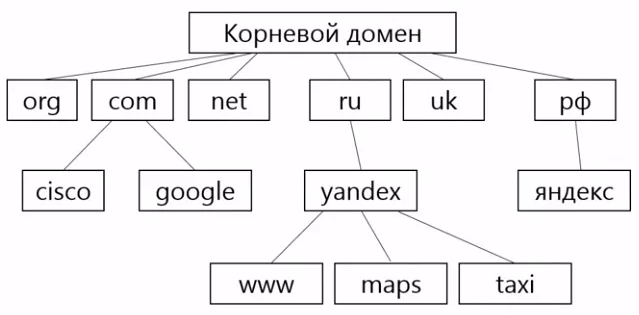 Корневой домен
org
com
net
ru
uk
рф
cisco
google
yandex
яндекс
www
maps
taxi